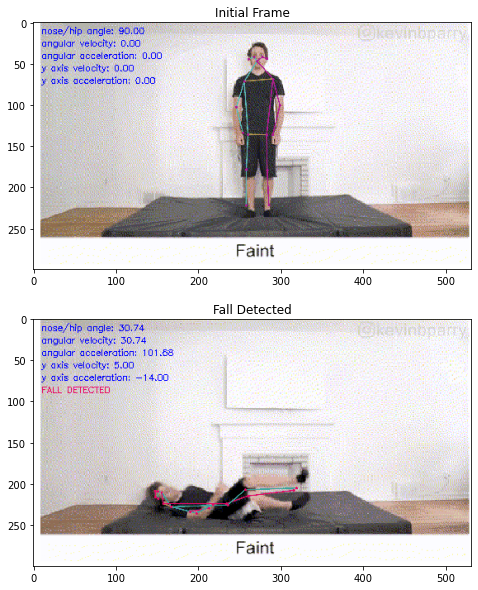 Initial Frame
0
50
100
150
200
250
nose/hip angle: 90.00
angular velocity: 0.00
angular acceleration: 0.00
y axis velocity: 0.00
y axis acceleration: 0.00
@kevinbparry
Faint
0 100 200 300 400 500
Fall Detected
0
50
100
150
200
250
nose/hip angle: 30.74
angular velocity: 30.74
angular acceleration: 101.68
y axis velocity: 5.00
y axis acceleration: -14.00
FALL DETECTED
@kevinbparry
Faint
0 100 200 300 400 500